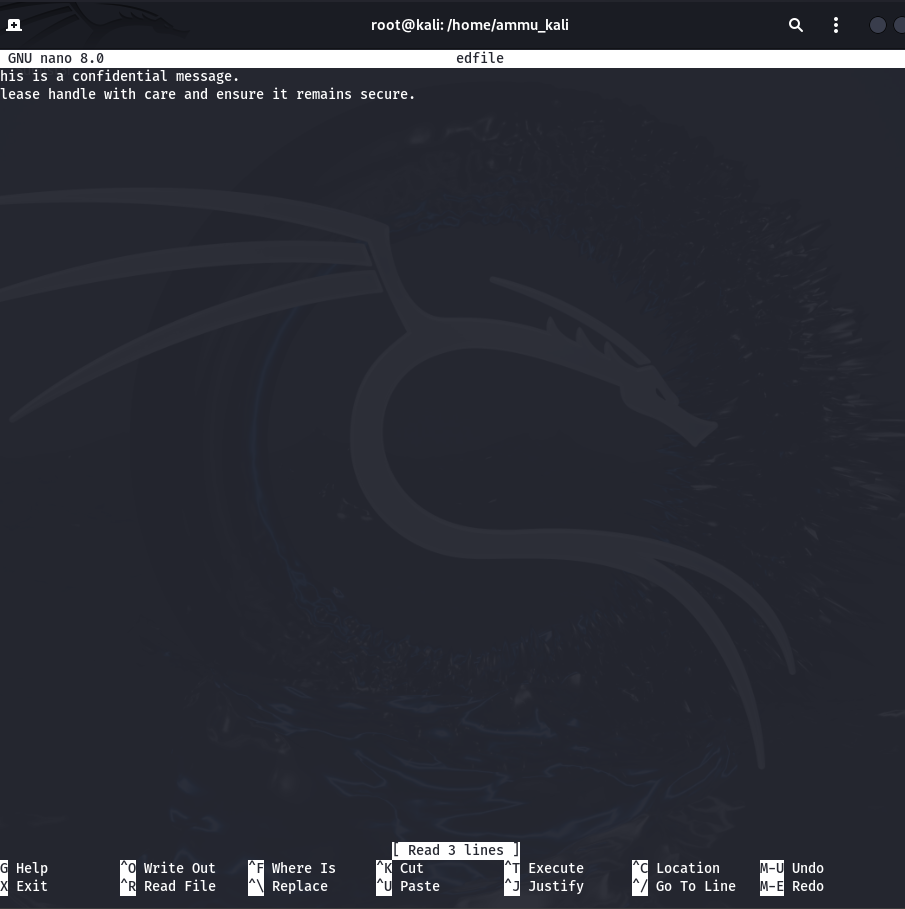 root@kali: /home/ammu_kali
GNU nano 8.0 edfile
his is a confidential message.
lease handle with care and ensure it remains secure.
[ Read 3 lines ]
G Help ^O Write Out ^F Where Is ^K Cut ^T Execute ^C Location M-U Undo
X Exit ^R Read File ^\ Replace ^U Paste ^J Justify ^/ Go To Line M-E Redo